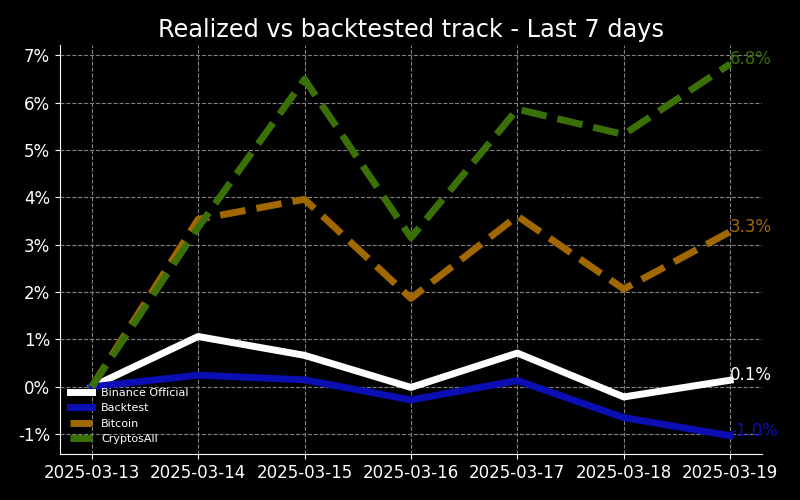 Realized vs backtested track - Last 7 days
7%
6%
5%
4%
3%
2%
1%
0%
-1%
6.8%
3.3%
0.1%
-1.0%
Binance Official
Backtest
Bitcoin
CryptosAll
2025-03-13 2025-03-14 2025-03-15 2025-03-16 2025-03-17 2025-03-18 2025-03-19